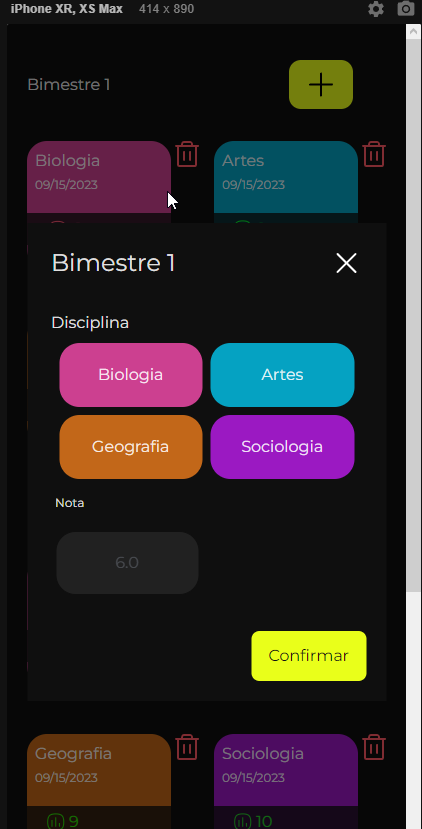 iPhone XR, XS Max 414 x 890
Bimestre 1
Biologia
09/15/2023
Artes
09/15/2023
Bimestre 1
Disciplina
Biologia
Artes
Geografia
Sociologia
Nota
6.0
Confirmar
Geografia
09/15/2023
9
Sociologia
09/15/2023
10